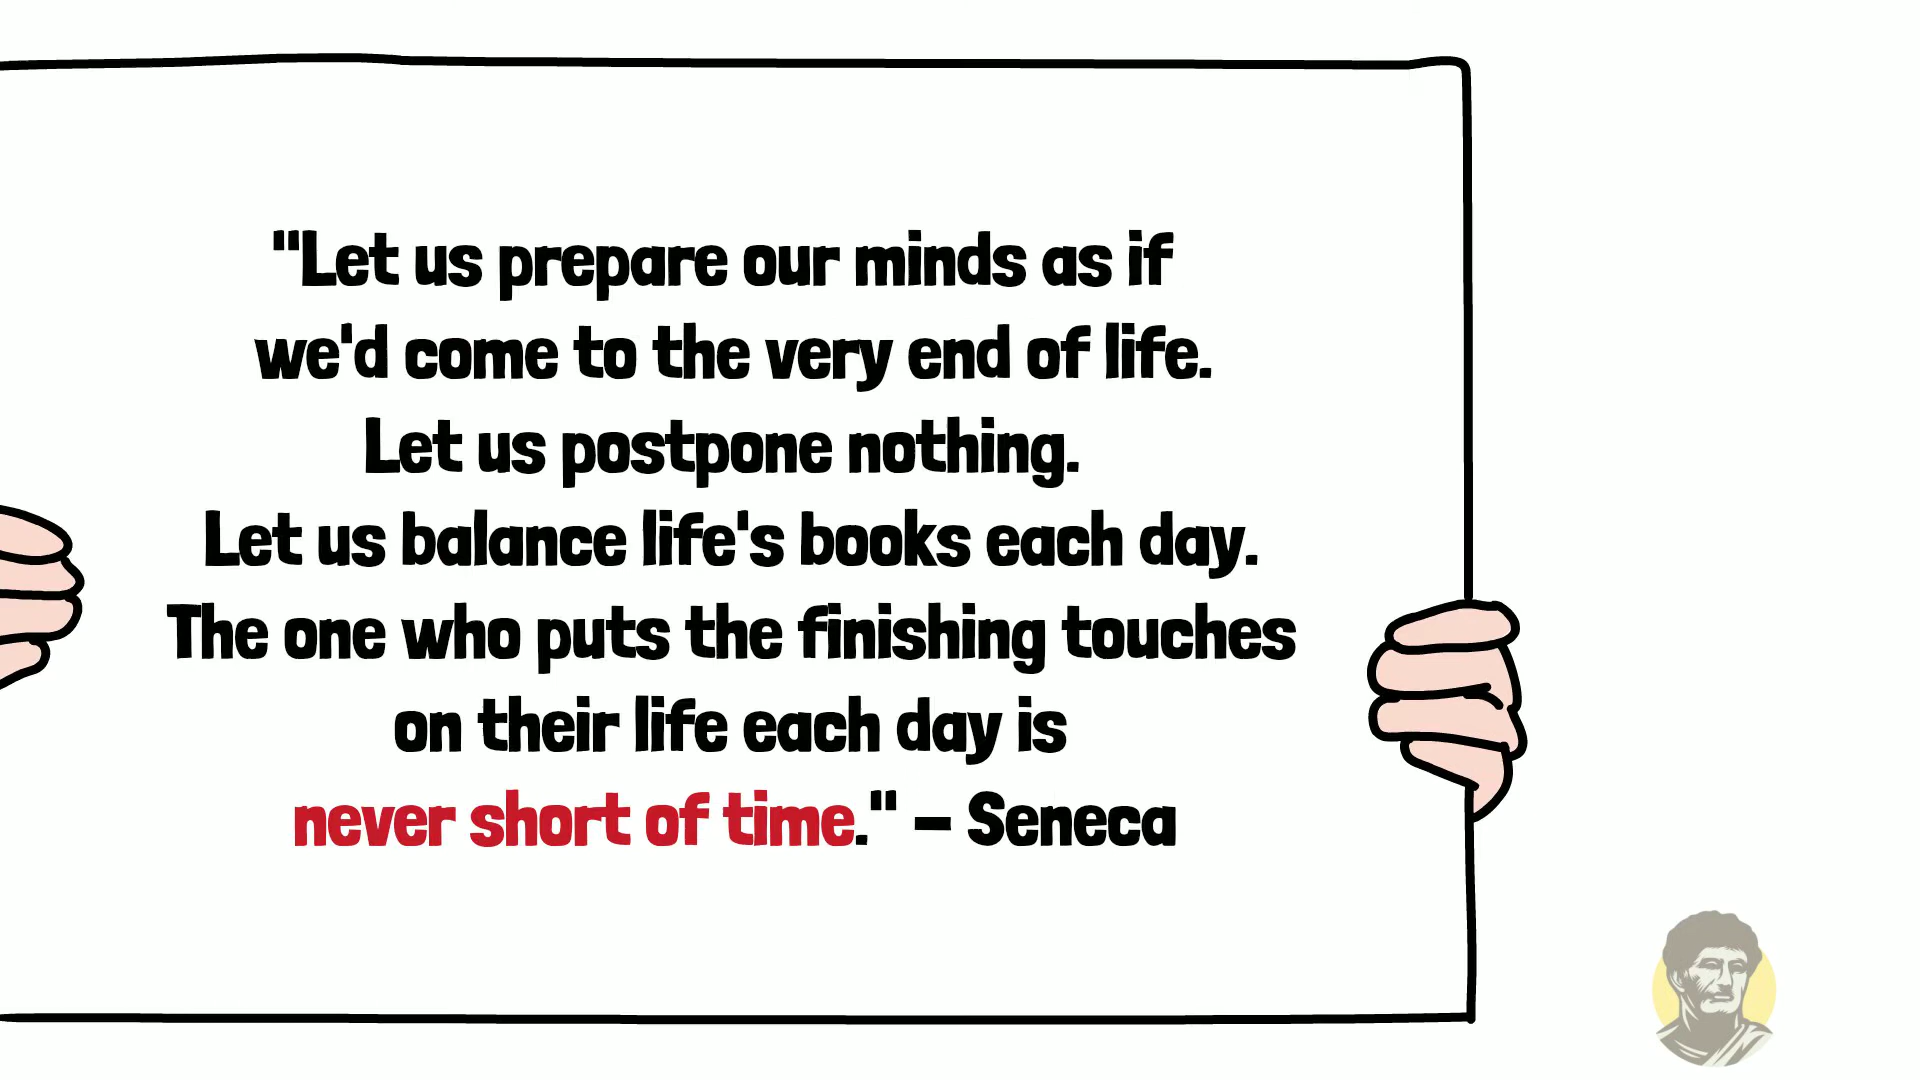 "Let us prepare our minds as if
we'd come to the very end of life.
Let us postpone nothing.
Let us balance life's books each day.
The one who puts the finishing touches
on their life each day is
never short of time." – Seneca